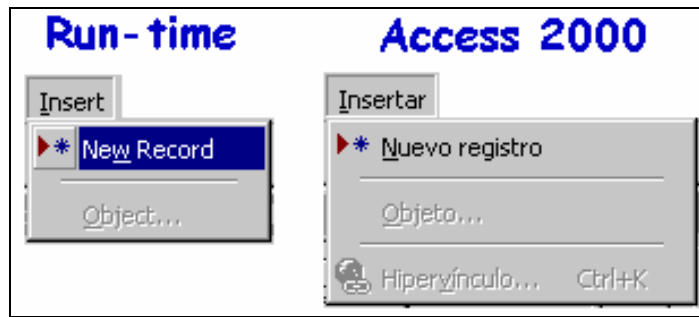 Run-time
Insert
New Record
Object...
Access 2000
Insertar
Nuevo registro
Objeto...
Hipervínculo... Ctrl+K